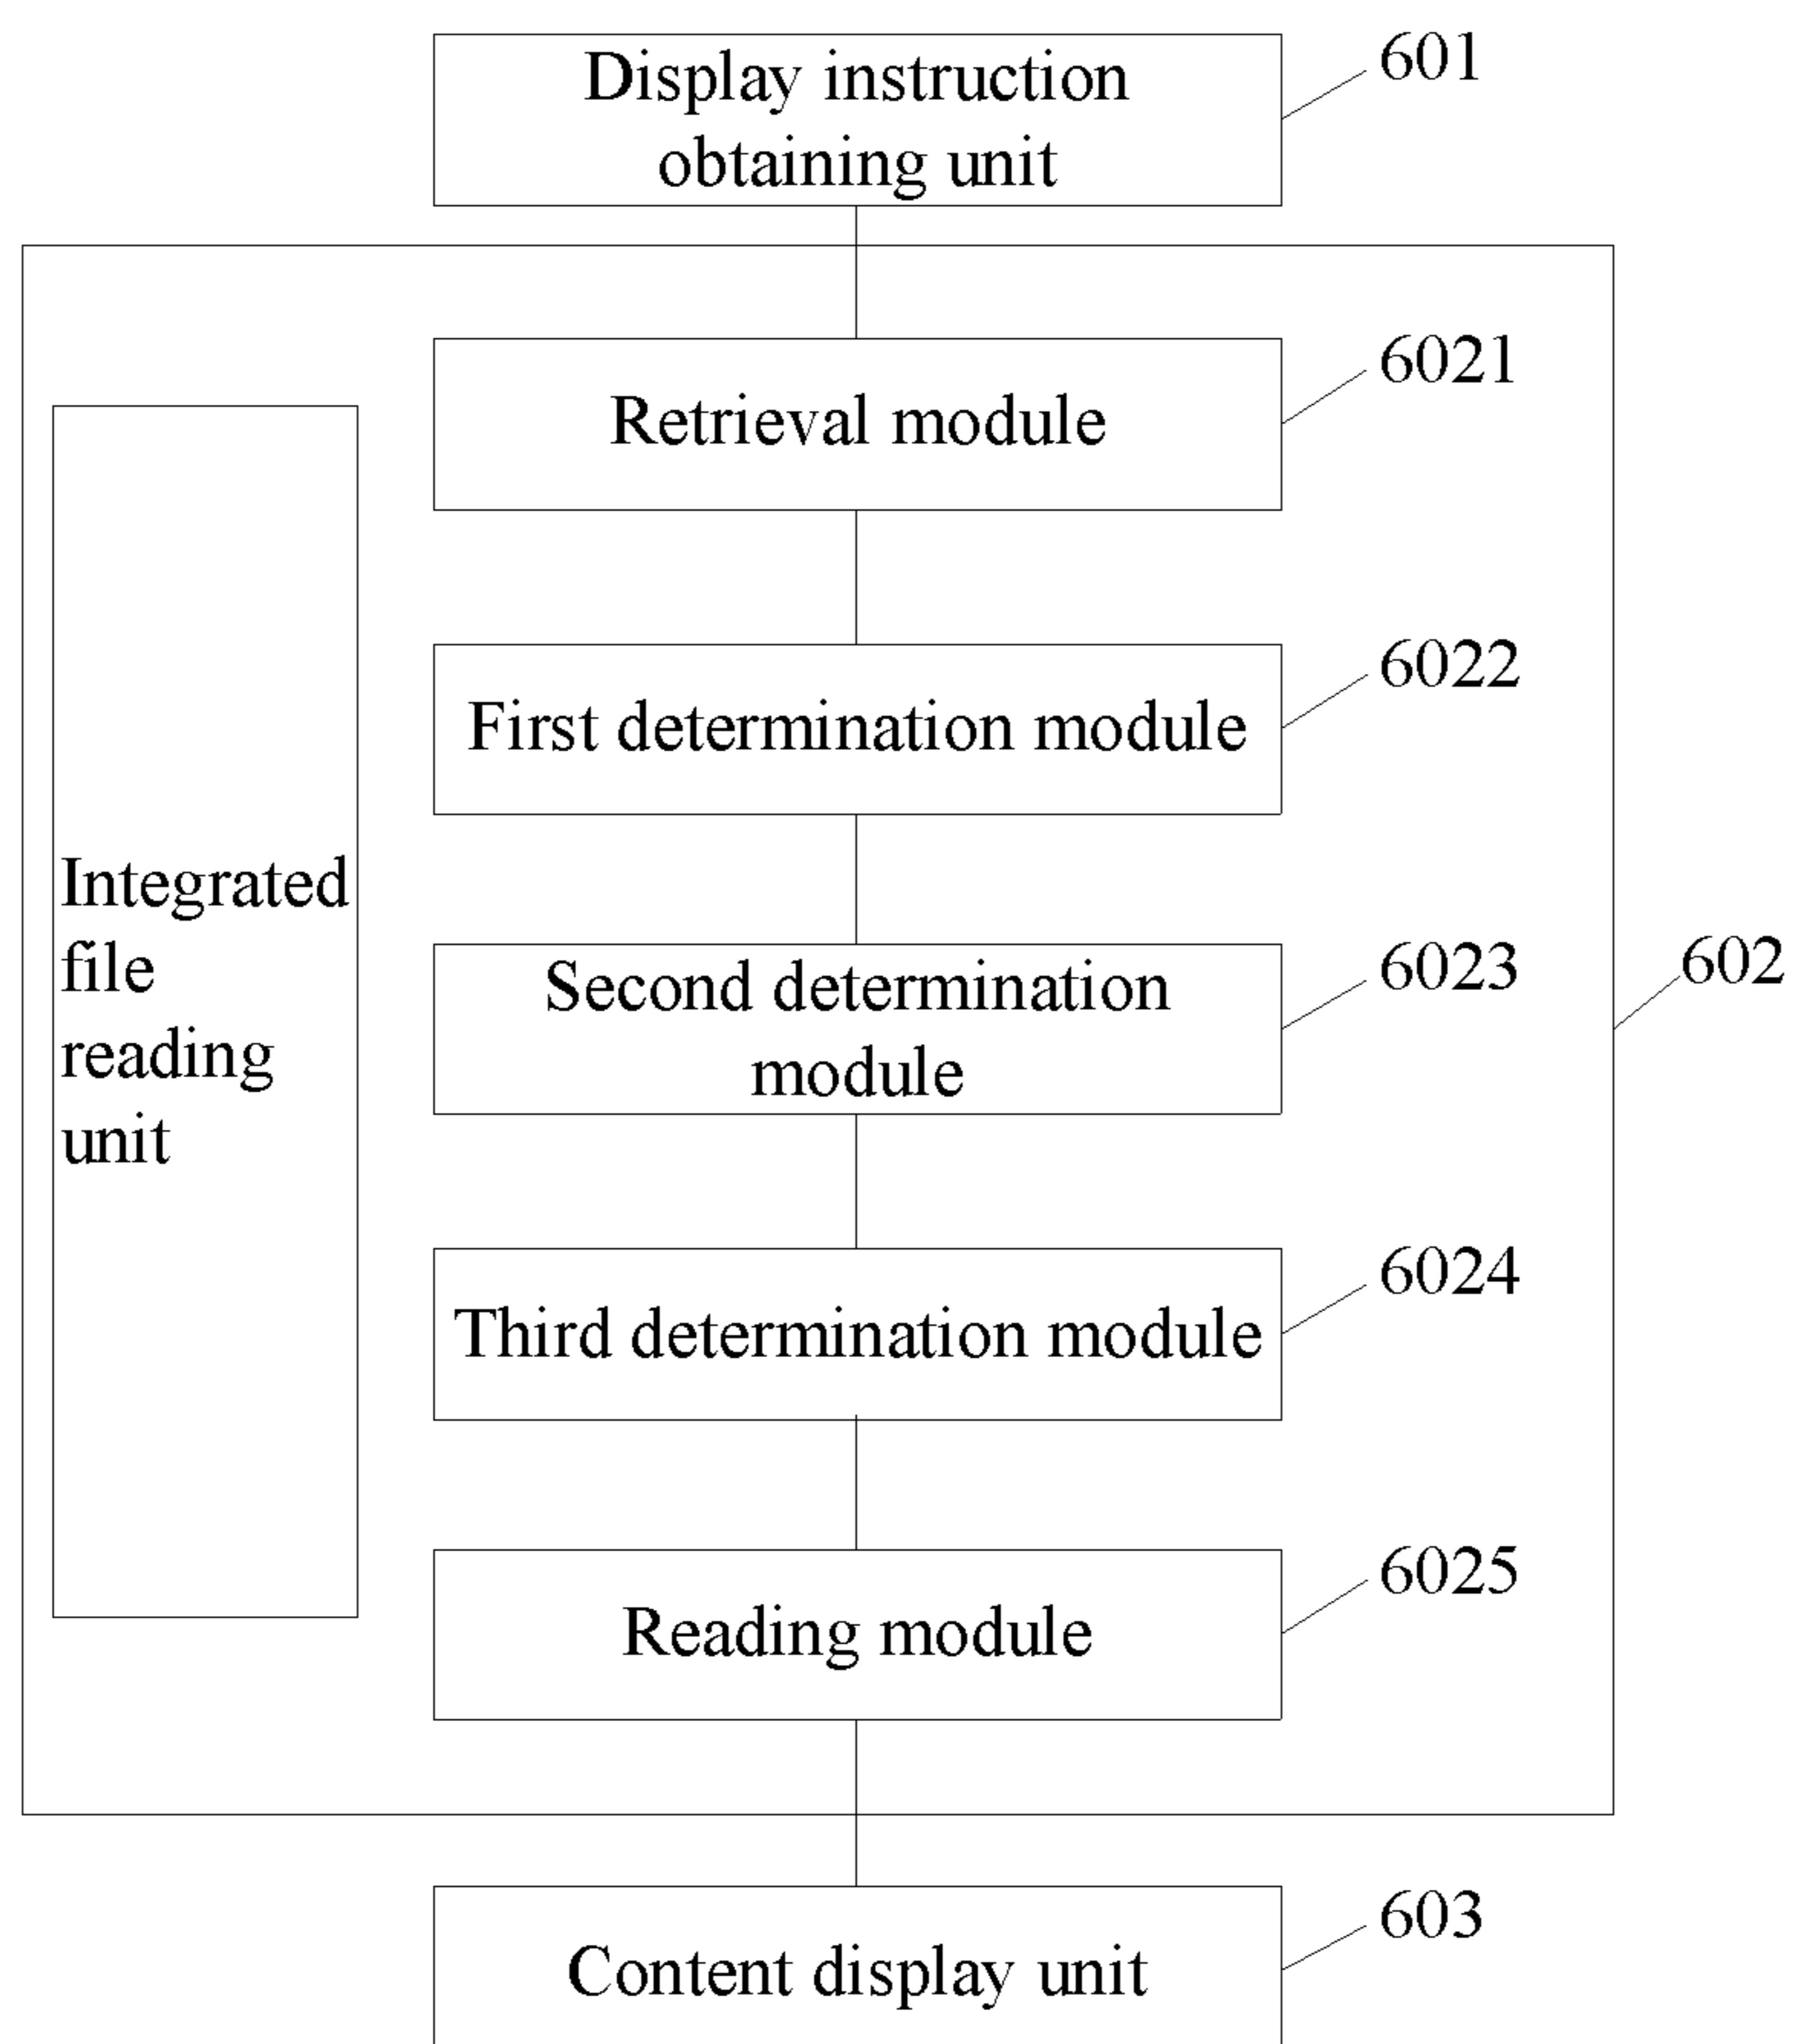 Display instruction
obtaining unit
601
Retrieval module
6021
First determination module
6022
Integrated
file
reading
unit
Second determination
module
6023
602
Third determination module
6024
Reading module
6025
Content display unit
603